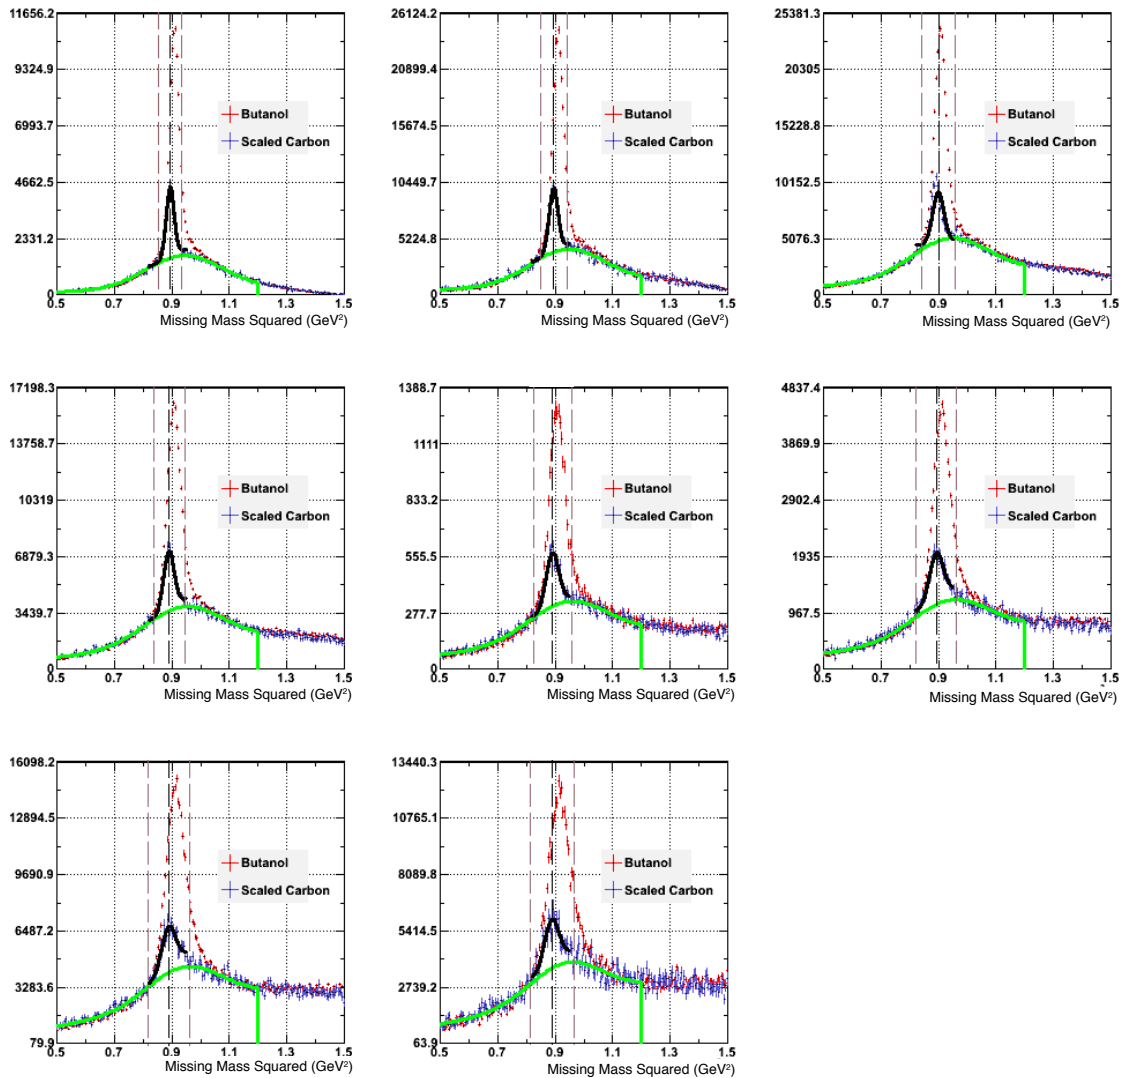 11656.2
9324.9
6993.7
4662.5
2331.2
0
0.5 0.7 0.9 1.1 1.3 1.5
Missing Mass Squared (GeV²)
Butanol
Scaled Carbon
26124.2
20899.4
15674.5
10449.7
5224.8
0
0.5 0.7 0.9 1.1 1.3 1.5
Missing Mass Squared (GeV²)
Butanol
Scaled Carbon
25381.3
20305
15228.8
10152.5
5076.3
0
0.5 0.7 0.9 1.1 1.3 1.5
Missing Mass Squared (GeV²)
Butanol
Scaled Carbon
17198.3
13758.7
10319
6879.3
3439.7
0
0.5 0.7 0.9 1.1 1.3 1.5
Missing Mass Squared (GeV²)
Butanol
Scaled Carbon
1388.7
1111
833.2
555.5
277.7
0
0.5 0.7 0.9 1.1 1.3 1.5
Missing Mass Squared (GeV²)
Butanol
Scaled Carbon
4837.4
3869.9
2902.4
1935
967.5
0
0.5 0.7 0.9 1.1 1.3 1.5
Missing Mass Squared (GeV²)
Butanol
Scaled Carbon
16098.2
12894.5
9690.9
6487.2
3283.6
79.9
0.5 0.7 0.9 1.1 1.3 1.5
Missing Mass Squared (GeV²)
Butanol
Scaled Carbon
13440.3
10765.1
8089.8
5414.5
2739.2
63.9
0.5 0.7 0.9 1.1 1.3 1.5
Missing Mass Squared (GeV²)
Butanol
Scaled Carbon